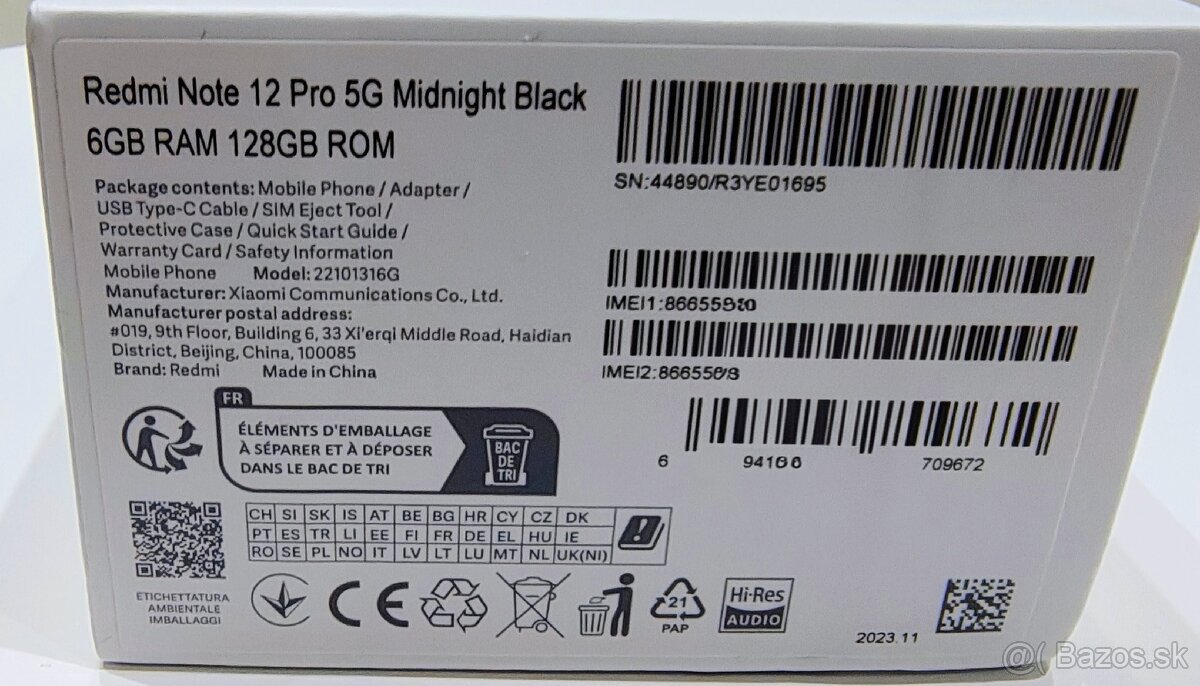 Redmi Note 12 Pro 5G Midnight Black
6GB RAM 128GB ROM
Package contents: Mobile Phone / Adapter /
USB Type-C Cable / SIM Eject Tool /
Protective Case / Quick Start Guide /
Warranty Card / Safety Information
Mobile Phone Model: 22101316G
Manufacturer: Xiaomi Communications Co., Ltd.
Manufacturer postal address:
#019, 9th Floor, Building 6, 33 Xi'erqi Middle Road, Haidian
District, Beijing, China, 100085
Brand: Redmi Made in China
SN:44890/R3YE01695
IMEI1:
IMEI2:
6 709672
FR
ÉLÉMENTS D'EMBALLAGE
À SÉPARER ET À DÉPOSER
DANS LE BAC DE TRI
BAC
DE
TRI
CH SI SK IS AT BE BG HR CY CZ DK
PT ES TR LI EE FI FR DE EL HU IE
RO SE PL NO IT LV LT LU MT NL UK(NI)
ETICHETTATURA
AMBIENTALE
IMBALLAGGI
CE
21
PAP
Hi-Res
AUDIO
2023.11
Bazos.sk